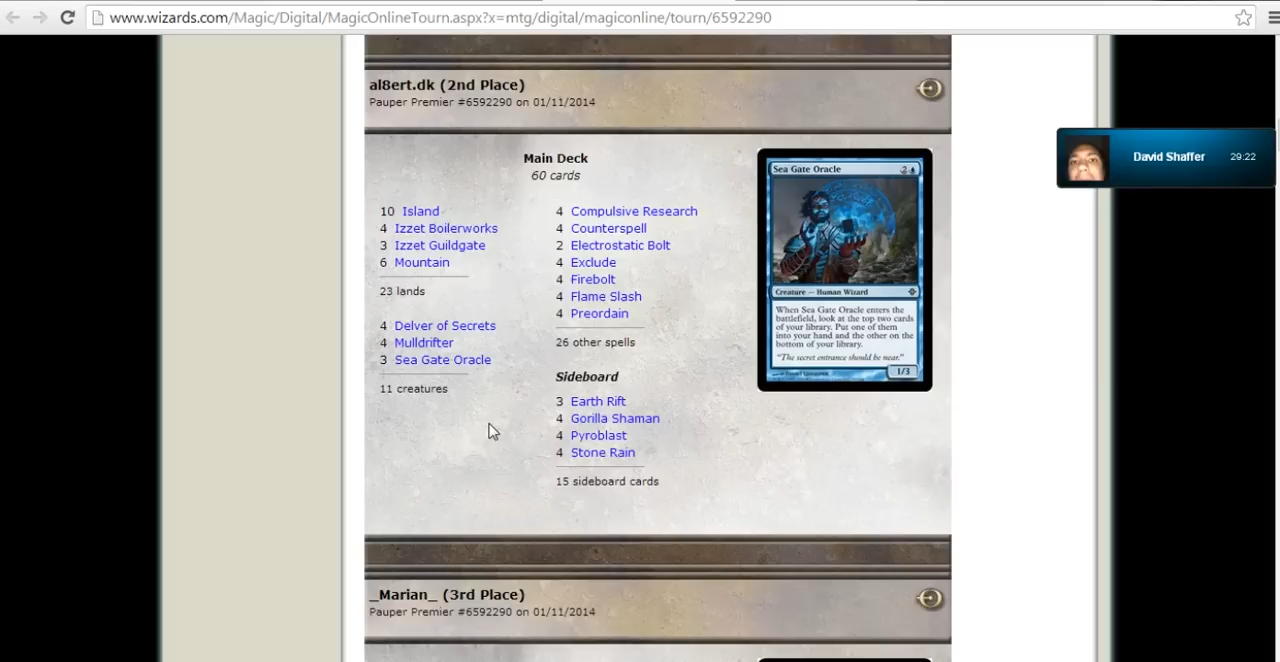 www.wizards.com/Magic/Digital/MagicOnlineTourn.aspx?x=mtg/digital/magiconline/tourn/6592290
al8ert.dk (2nd Place)
Pauper Premier #6592290 on 01/11/2014
David Shaffer 29:22
Main Deck
60 cards
10 Island
4 Izzet Boilerworks
3 Izzet Guildgate
6 Mountain
23 lands
4 Delver of Secrets
4 Mulldrifter
3 Sea Gate Oracle
11 creatures
4 Compulsive Research
4 Counterspell
2 Electrostatic Bolt
4 Exclude
4 Firebolt
4 Flame Slash
4 Preordain
26 other spells
Sideboard
3 Earth Rift
4 Gorilla Shaman
4 Pyroblast
4 Stone Rain
15 sideboard cards
Sea Gate Oracle 2
Creature — Human Wizard
When Sea Gate Oracle enters the
battlefield, look at the top two cards
of your library. Put one of them
into your hand and the other on the
bottom of your library.
"The secret entrance should be near."
1/3
_Marian_ (3rd Place)
Pauper Premier #6592290 on 01/11/2014